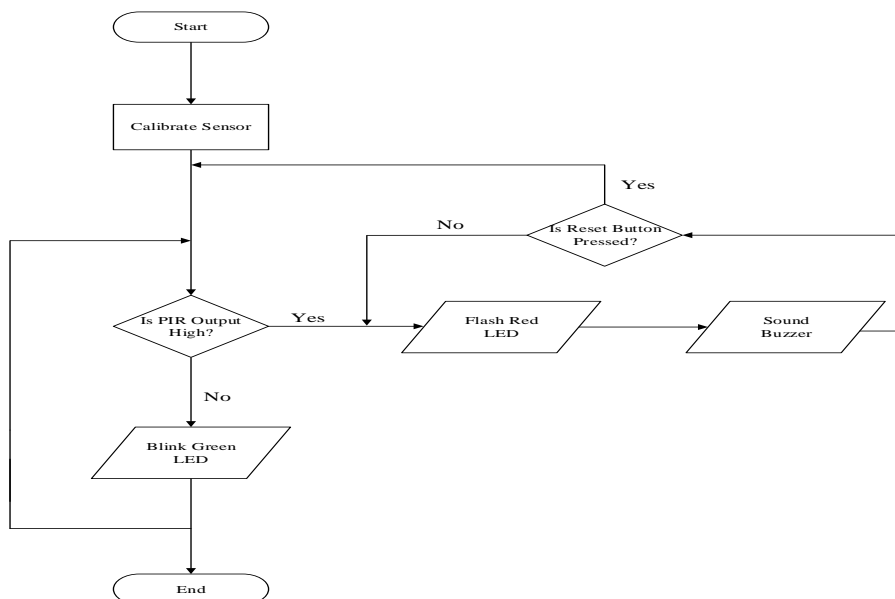 Start
Calibrate Sensor
Yes
Is Reset Button
Pressed?
No
Is PIR Output
High?
Yes
Flash Red
LED
Sound
Buzzer
No
Blink Green
LED
End